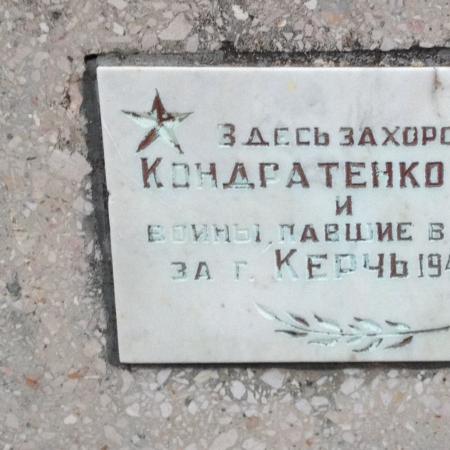 Здесь захоро
Кондратенко
и
воины, павшие в
за г. Керчь 194